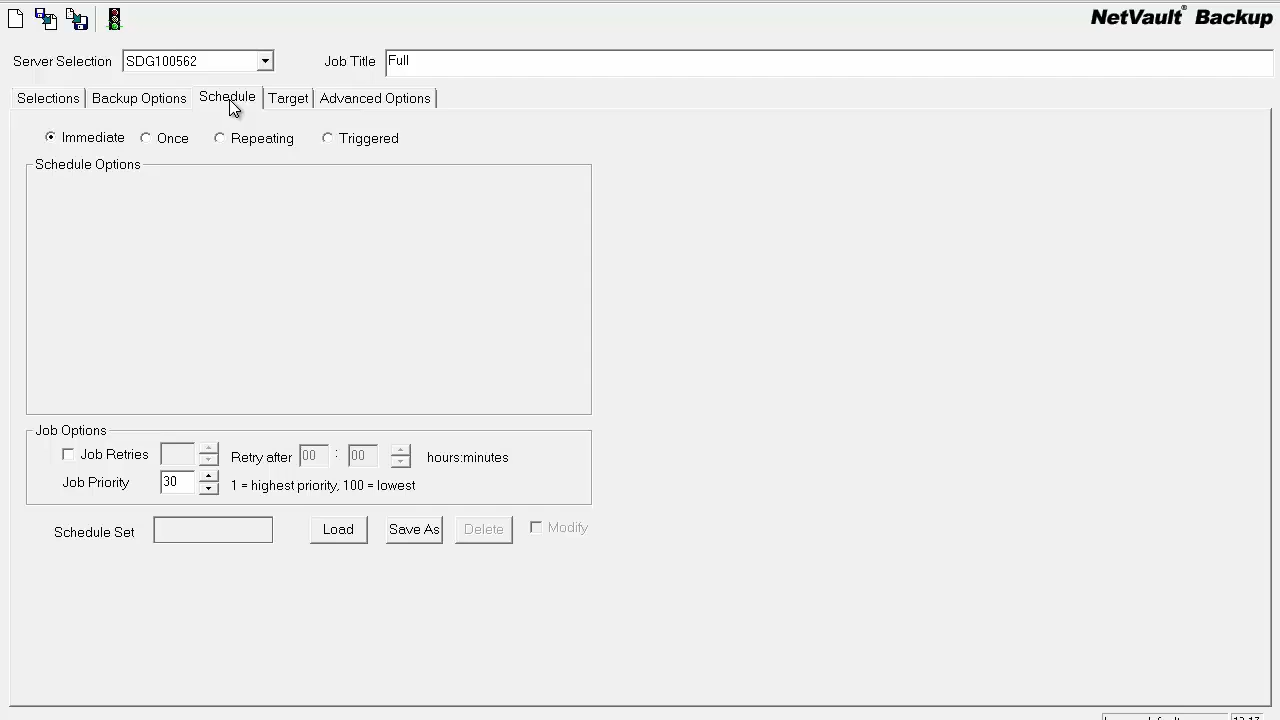 NetVault® Backup
Server Selection SDG100562 Job Title Full
Selections Backup Options Schedule Target Advanced Options
Immediate Once Repeating Triggered
Schedule Options
Job Options
Job Retries Retry after 00 : 00 hours:minutes
Job Priority 30 1 = highest priority, 100 = lowest
Schedule Set Load Save As Delete Modify